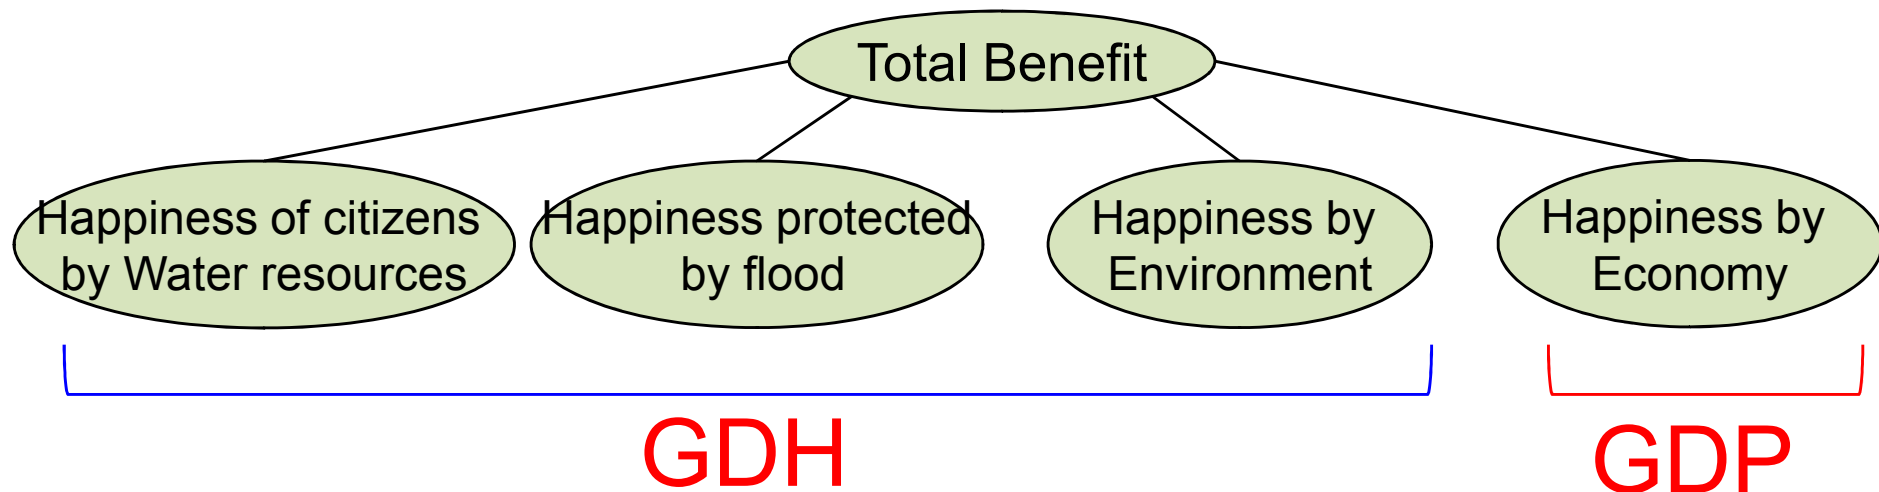 Total Benefit
Happiness of citizens
by Water resources
Happiness protected
by flood
Happiness by
Environment
Happiness by
Economy
GDH
GDP